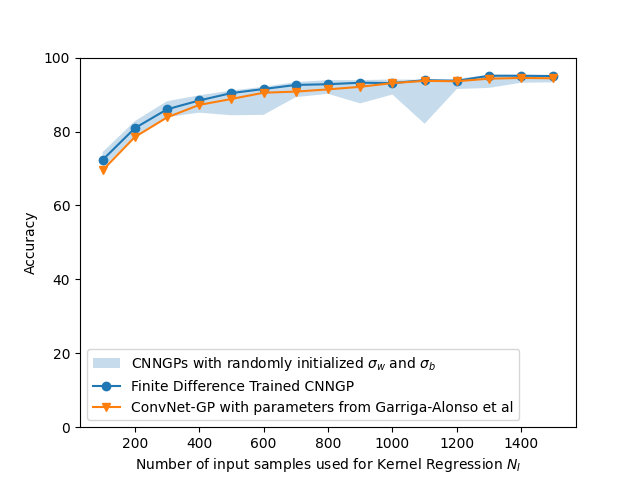 100
80
60
40
20
0
Accuracy
CNNGPs with randomly initialized σ_w and σ_b
Finite Difference Trained CNNGP
ConvNet-GP with parameters from Garriga-Alonso et al
200 400 600 800 1000 1200 1400
Number of input samples used for Kernel Regression N_I